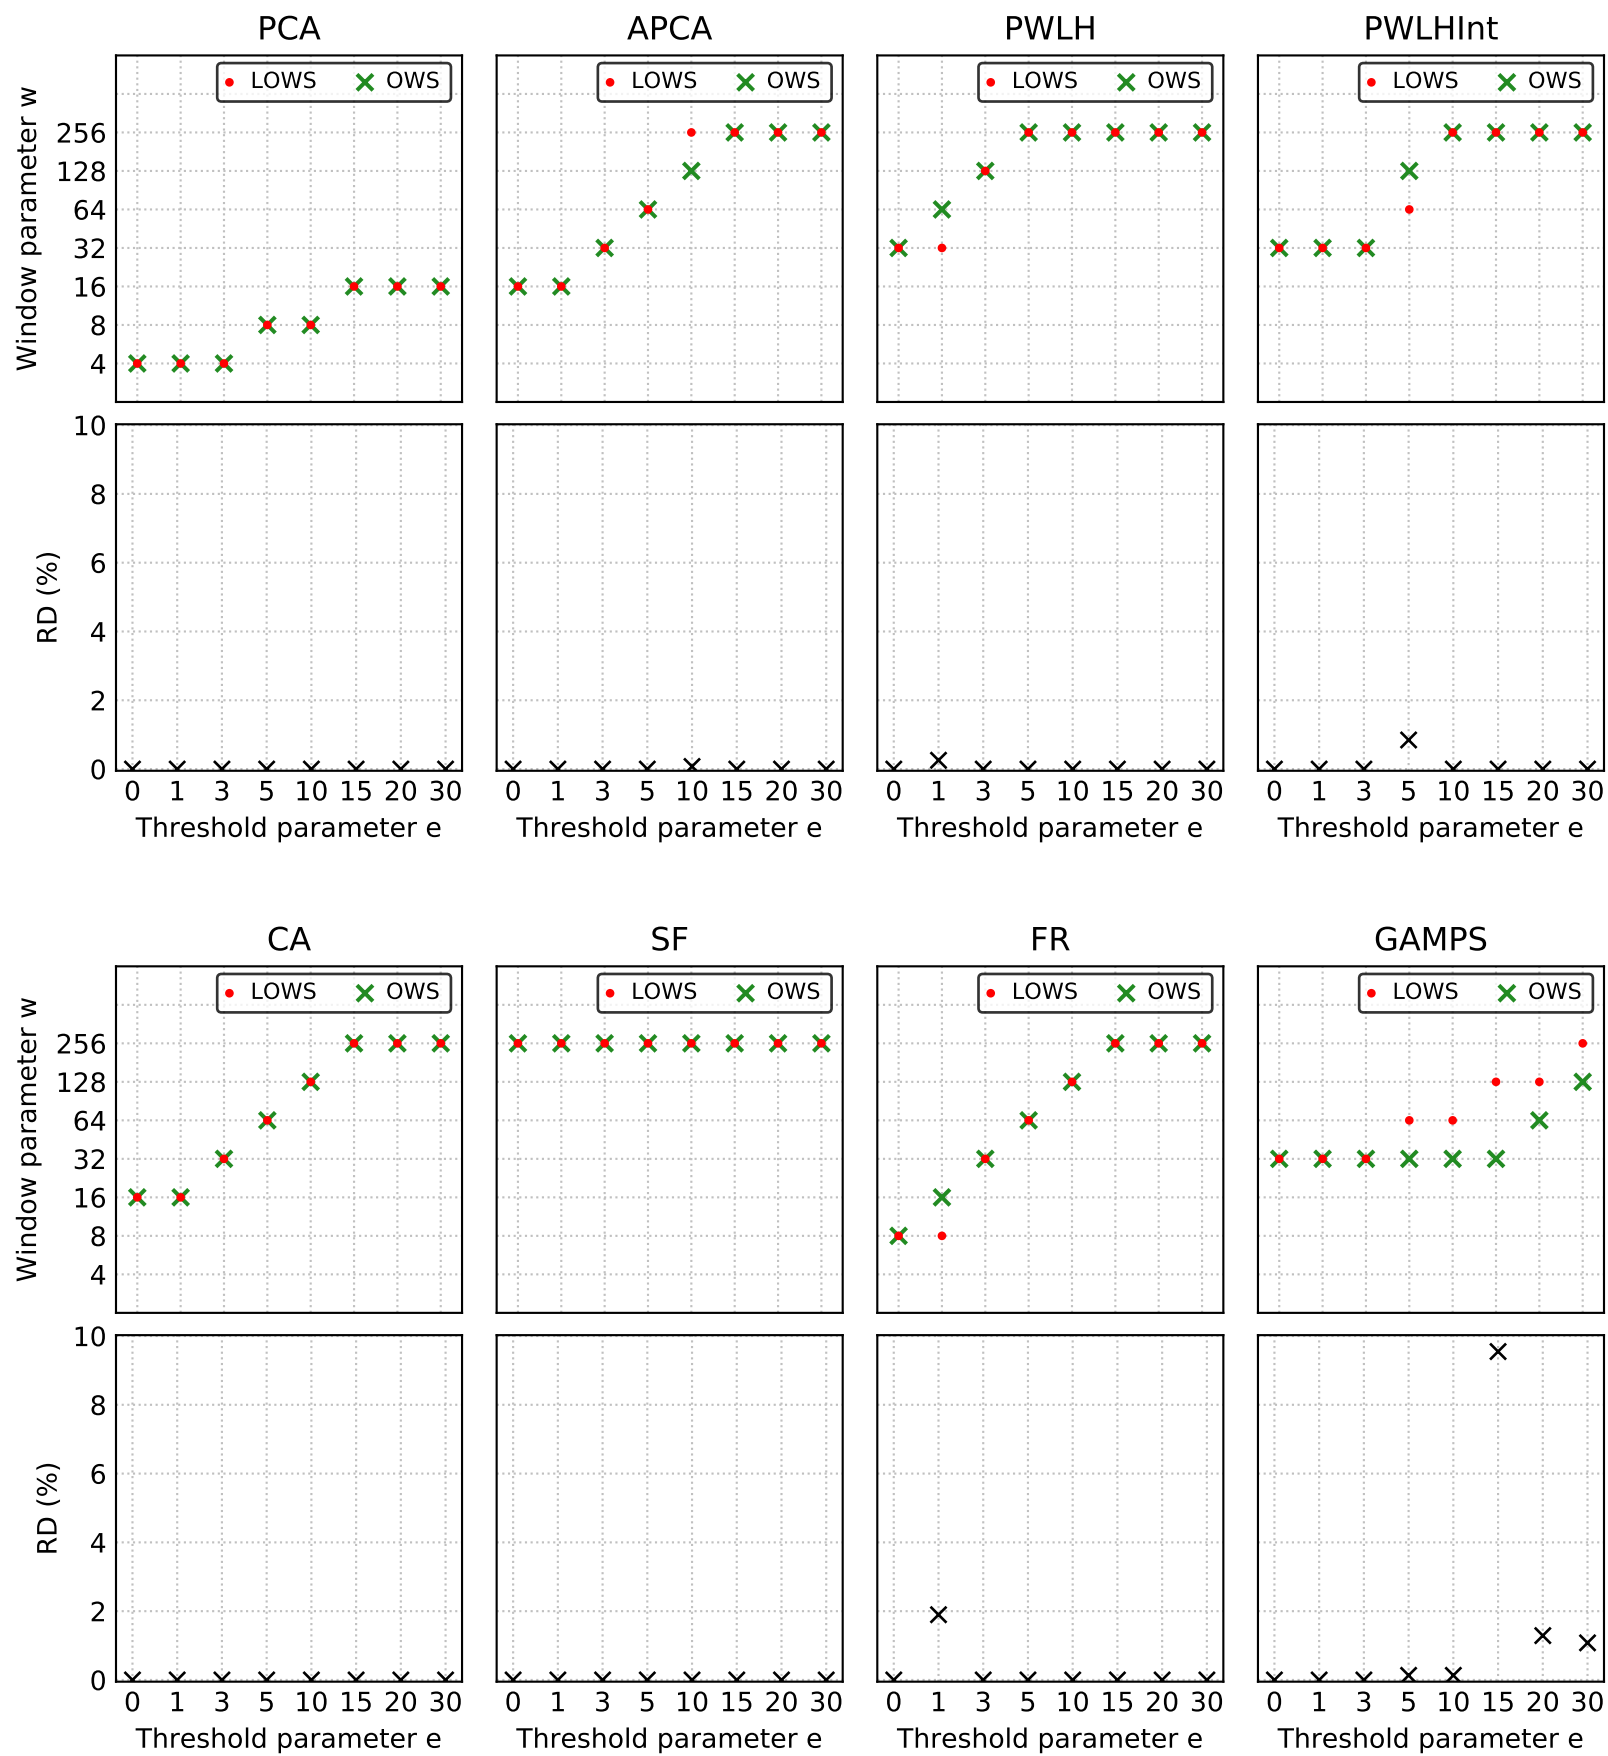 PCA APCA PWLH PWLHInt
LOWS OWS LOWS OWS LOWS OWS LOWS OWS
Window parameter w
256
128
64
32
16
8
4
RD (%)
10
8
6
4
2
0
0 1 3 5 10 15 20 30 0 1 3 5 10 15 20 30 0 1 3 5 10 15 20 30 0 1 3 5 10 15 20 30
Threshold parameter e Threshold parameter e Threshold parameter e Threshold parameter e
CA SF FR GAMPS
LOWS OWS LOWS OWS LOWS OWS LOWS OWS
Window parameter w
256
128
64
32
16
8
4
RD (%)
10
8
6
4
2
0
0 1 3 5 10 15 20 30 0 1 3 5 10 15 20 30 0 1 3 5 10 15 20 30 0 1 3 5 10 15 20 30
Threshold parameter e Threshold parameter e Threshold parameter e Threshold parameter e